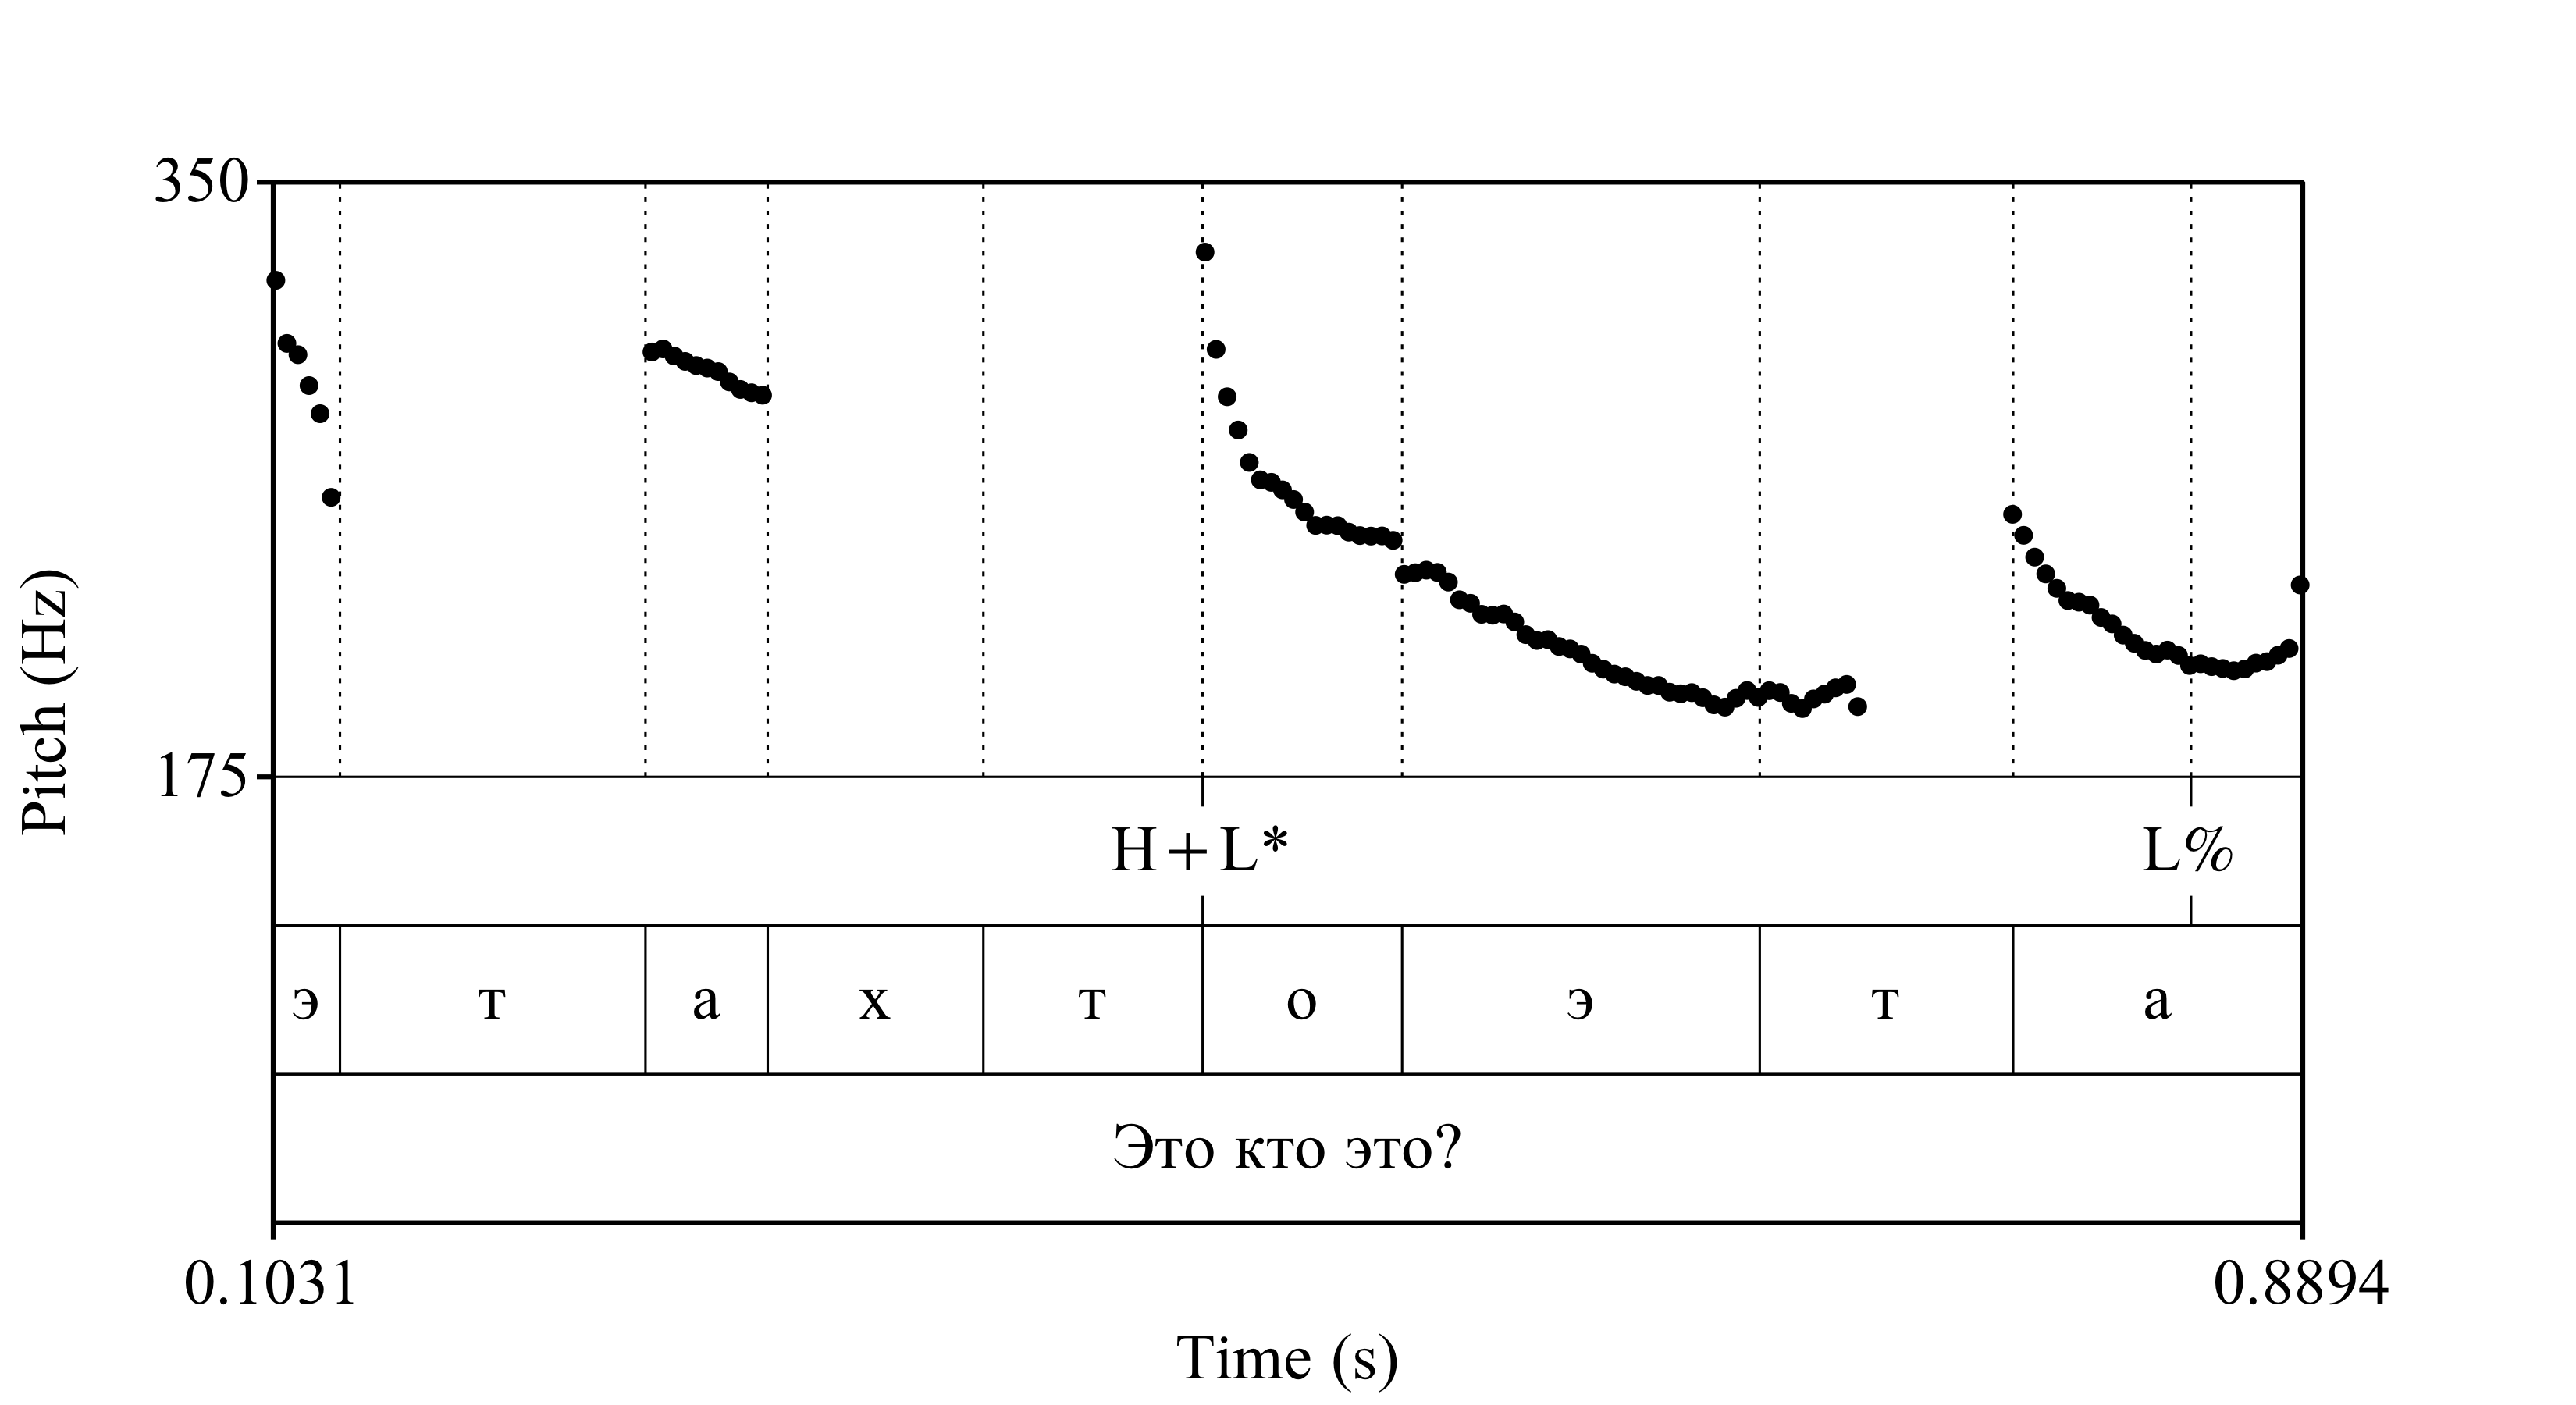 350
175
Pitch (Hz)
H+L* L%
э т а х т о э т а
Это кто это?
0.1031 0.8894
Time (s)